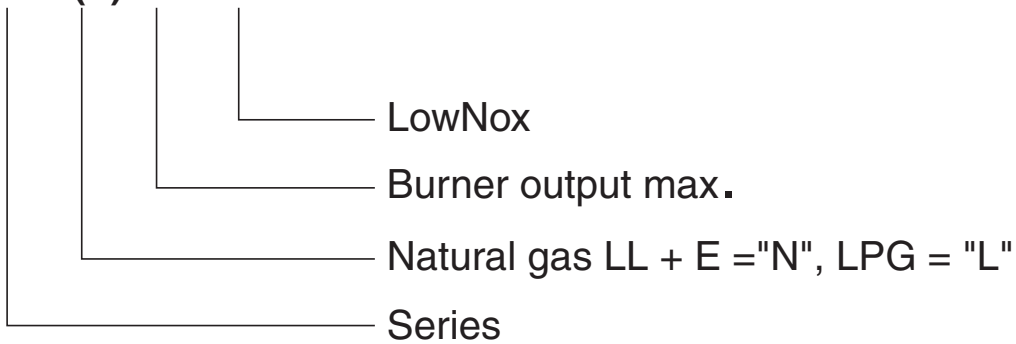 LowNox
Burner output max.
Natural gas LL + E ="N", LPG = "L"
Series